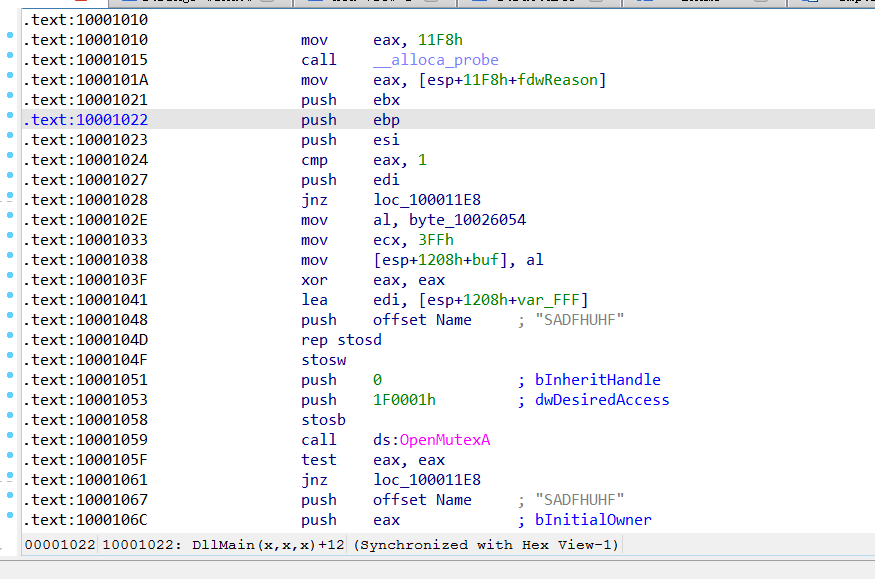 .text:10001010
.text:10001010 mov eax, 11F8h
.text:10001015 call __alloca_probe
.text:1000101A mov eax, [esp+11F8h+fdwReason]
.text:10001021 push ebx
.text:10001022 push ebp
.text:10001023 push esi
.text:10001024 cmp eax, 1
.text:10001027 push edi
.text:10001028 jnz loc_100011E8
.text:1000102E mov al, byte_10026054
.text:10001033 mov ecx, 3FFh
.text:10001038 mov [esp+1208h+buf], al
.text:1000103F xor eax, eax
.text:10001041 lea edi, [esp+1208h+var_FFF]
.text:10001048 push offset Name ; "SADFHUHF"
.text:1000104D rep stosd
.text:1000104F stosw
.text:10001051 push 0 ; bInheritHandle
.text:10001053 push 1F0001h ; dwDesiredAccess
.text:10001058 stosb
.text:10001059 call ds:OpenMutexA
.text:1000105F test eax, eax
.text:10001061 jnz loc_100011E8
.text:10001067 push offset Name ; "SADFHUHF"
.text:1000106C push eax ; bInitialOwner
00001022 10001022: DllMain(x,x,x)+12 (Synchronized with Hex View-1)